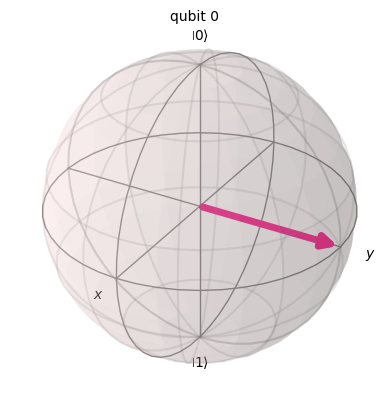 qubit 0
|0⟩
y
x
|1⟩